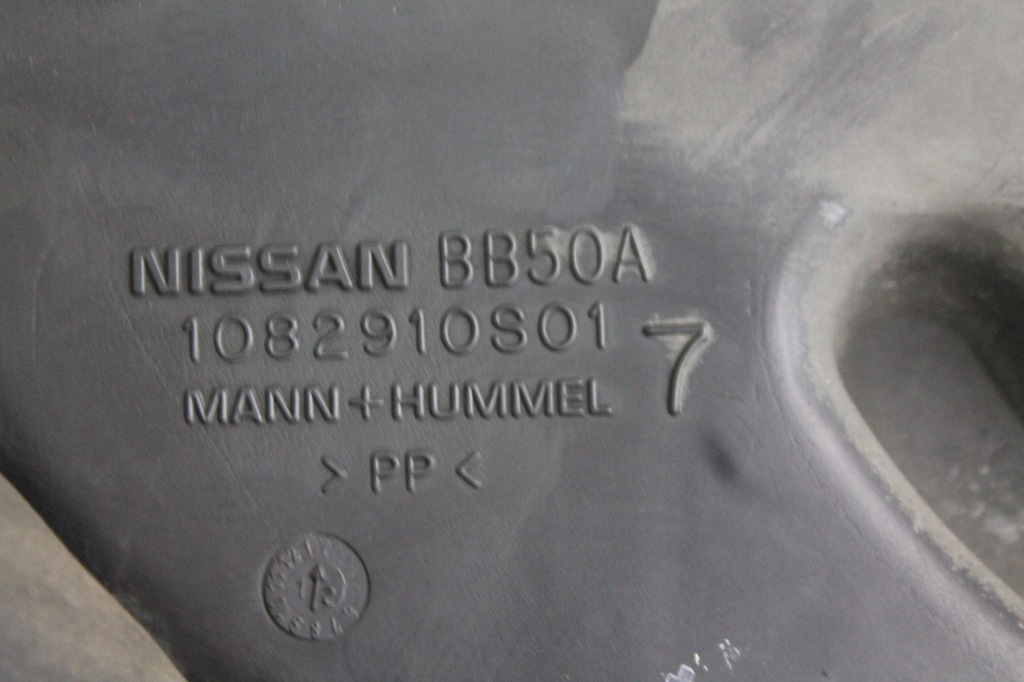 NISSAN BB50A
1082910S01 7
MANN+HUMMEL
> PP <